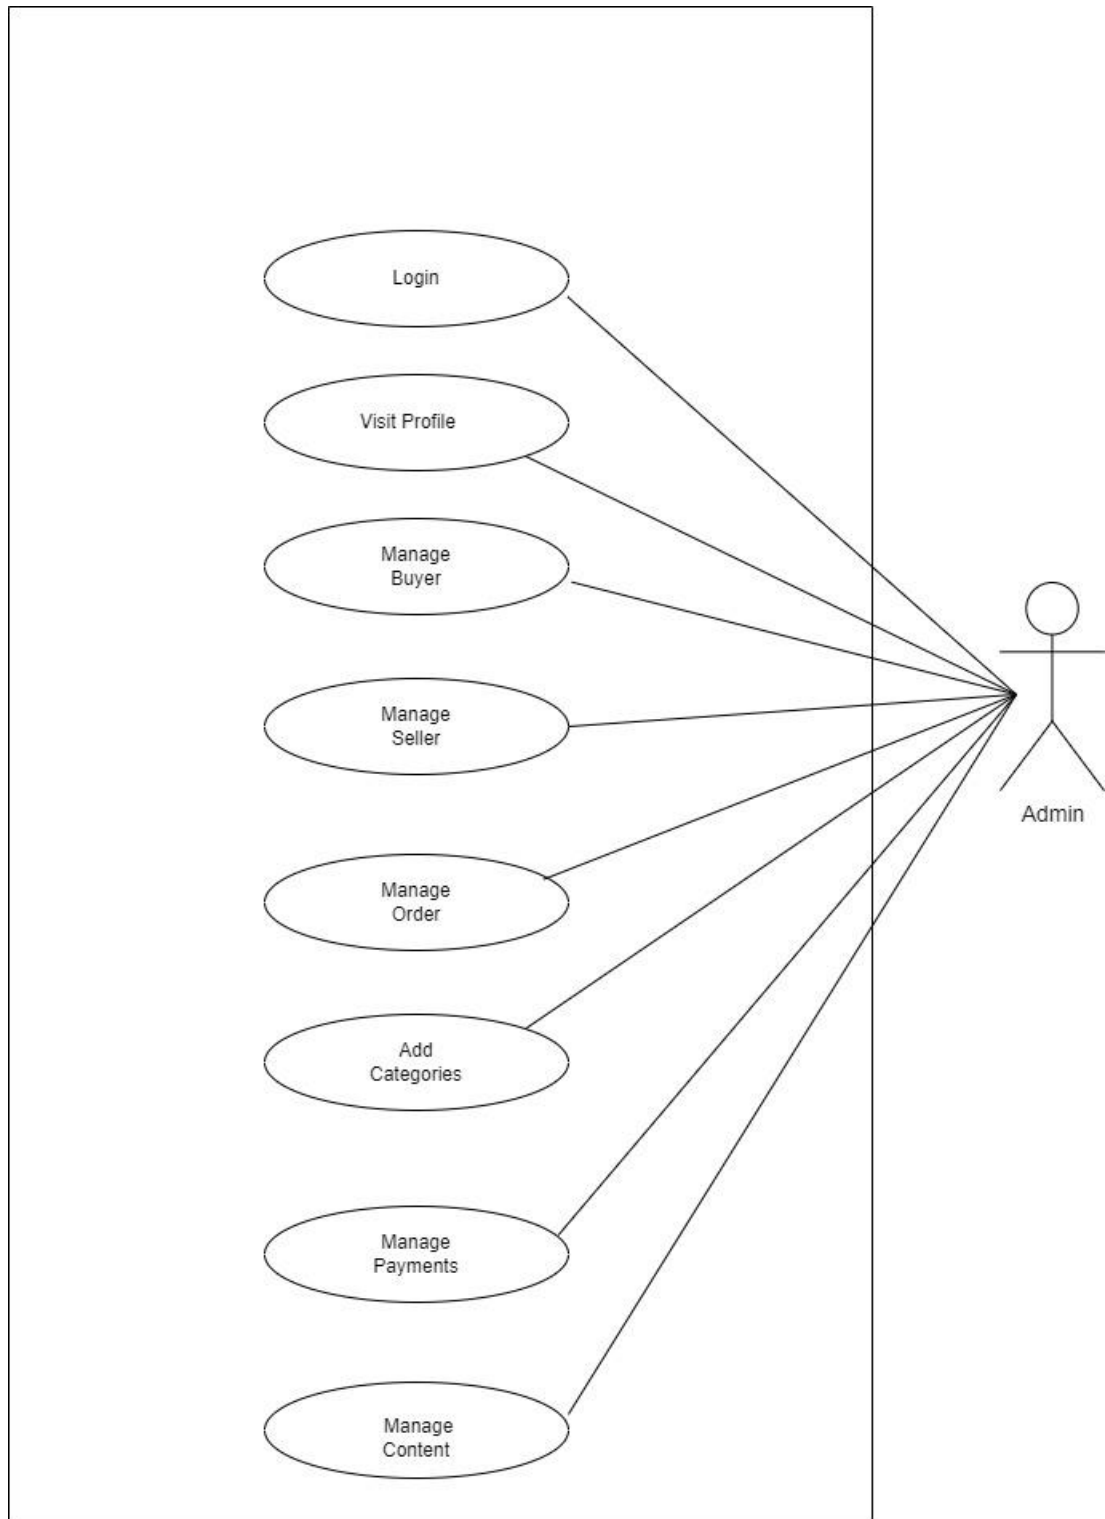 Login
Visit Profile
Manage
Buyer
Manage
Seller
Admin
Manage
Order
Add
Categories
Manage
Payments
Manage
Content